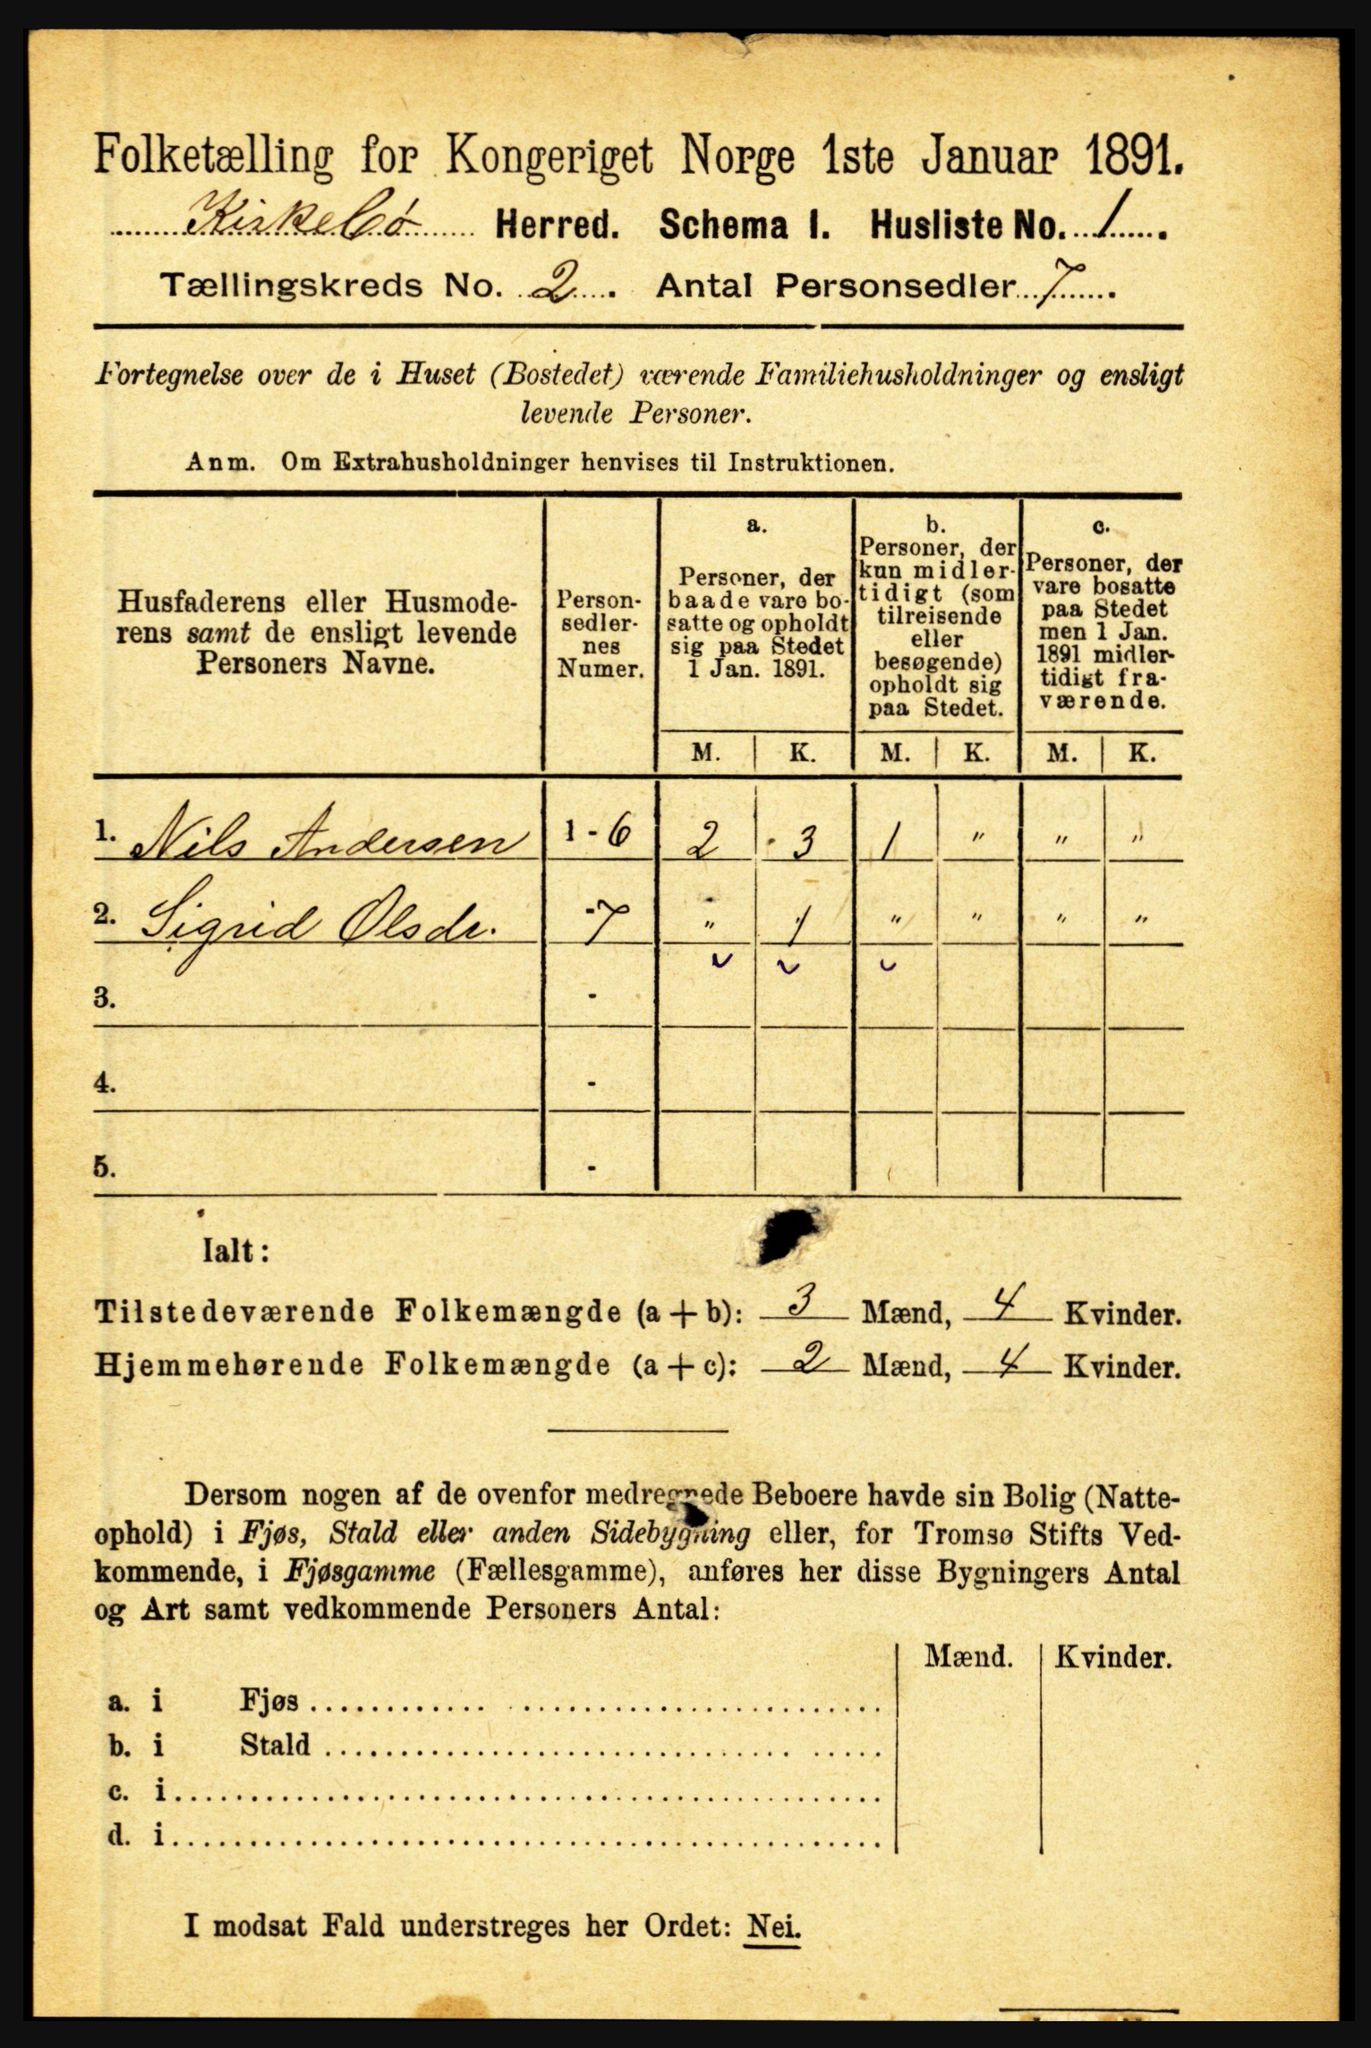 Folketælling for Kongeriget Norge 1ste Januar 1891.
Kirkebø Herred. Schema I. Husliste No. 1.
Tællingskreds No. 2. Antal Personsedler 7.
Fortegnelse over de i Huset (Bostedet) værende Familiehusholdninger og ensligt
levende Personer.
Anm. Om Extrahusholdninger henvises til Instruktionen.
Husfaderens eller Husmode-
rens samt de ensligt levende
Personers Navne.
Person-
sedler-
nes
Numer.
a.
Personer, der
baade vare bo-
satte og opholdt
sig paa Stedet
1 Jan. 1891.
b.
Personer, der
kun midler-
tidigt (som
tilreisende
eller
besøgende)
opholdt sig
paa Stedet.
c.
Personer, der
vare bosatte
paa Stedet
men 1 Jan.
1891 midler-
tidigt fra-
værende.
M. K. M. K. M. K.
1. Nils Andersen 1 - 6 2 3 1 " " "
2. Sigrid Olsdr. - 7 " 1 " " " "
3. -
4. -
5. -
Ialt:
Tilstedeværende Folkemængde (a + b): 3 Mænd, 4 Kvinder.
Hjemmehørende Folkemængde (a + c): 2 Mænd, 4 Kvinder.
Dersom nogen af de ovenfor medregnede Beboere havde sin Bolig (Natte-
ophold) i Fjøs, Stald eller anden Sidebygning eller, for Tromsø Stifts Ved-
kommende, i Fjøsgamme (Fællesgamme), anføres her disse Bygningers Antal
og Art samt vedkommende Personers Antal:
Mænd. Kvinder.
a. i Fjøs
b. i Stald
c. i
d. i
I modsat Fald understreges her Ordet: Nei.